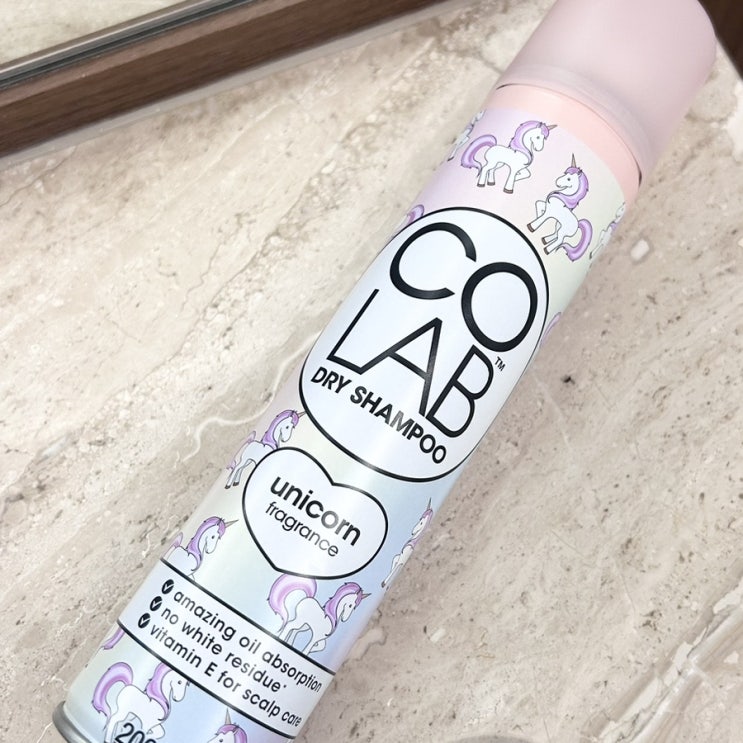 CO
LAB™
DRY SHAMPOO
unicorn
fragrance
amazing oil absorption
no white residue*
vitamin E for scalp care